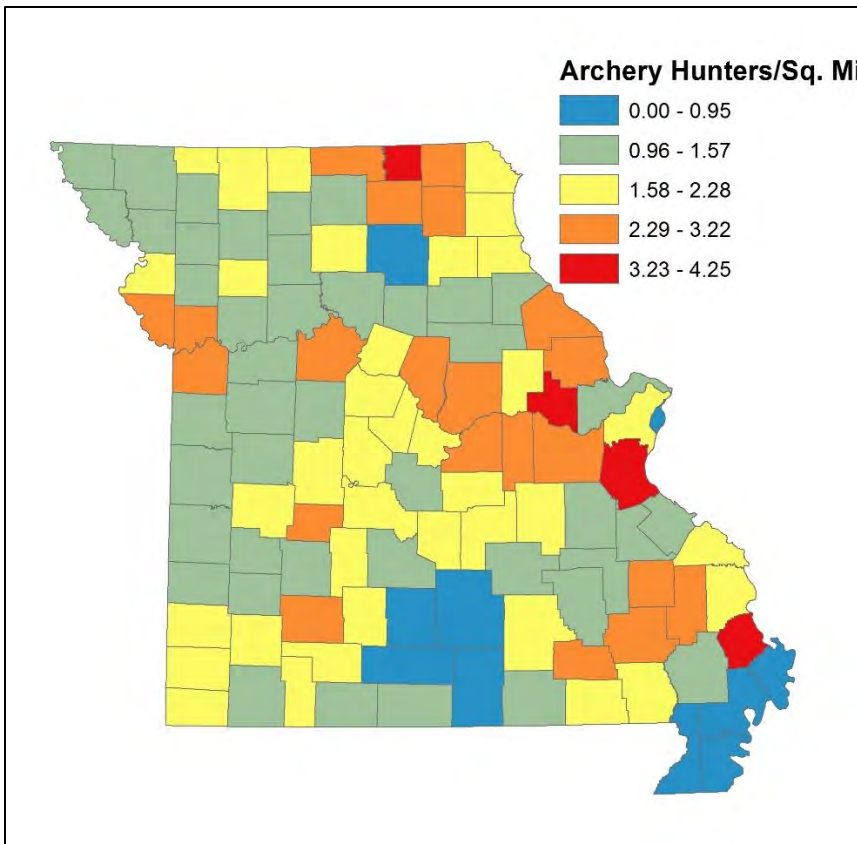 Archery Hunters/Sq. Mi
0.00 - 0.95
0.96 - 1.57
1.58 - 2.28
2.29 - 3.22
3.23 - 4.25